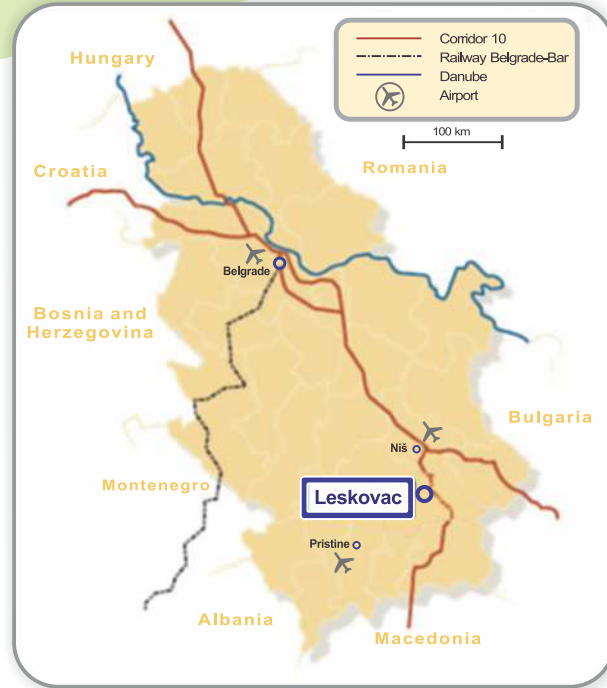 Corridor 10
Railway Belgrade-Bar
Danube
Airport
100 km
Hungary
Croatia
Romania
Belgrade
Bosnia and
Herzegovina
Bulgaria
Niš
Montenegro
Leskovac
Pristine
Albania
Macedonia